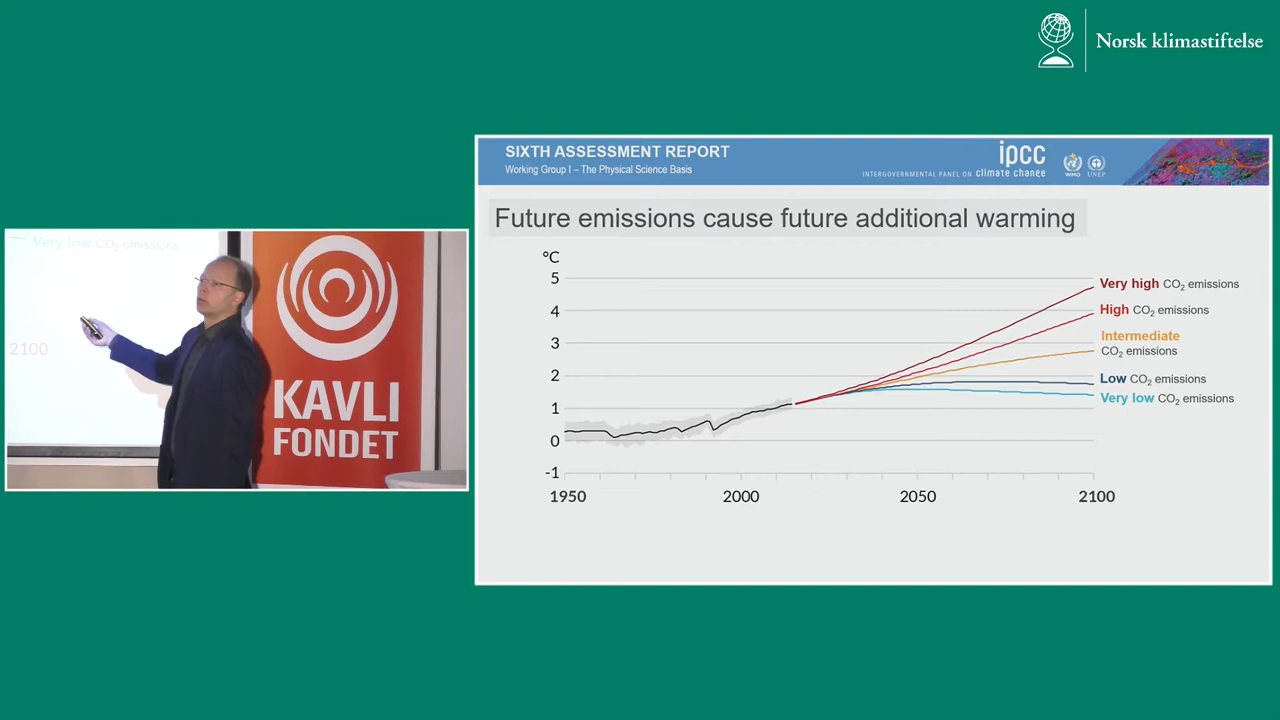 Norsk klimastiftelse
SIXTH ASSESSMENT REPORT
Working Group I – The Physical Science Basis
ipcc
INTERGOVERNMENTAL PANEL ON climate change
WMO
UNEP
Future emissions cause future additional warming
°C
5
4
3
2
1
0
-1
1950
2000
2050
2100
Very high CO₂ emissions
High CO₂ emissions
Intermediate
CO₂ emissions
Low CO₂ emissions
Very low CO₂ emissions
Very low CO₂ emissions
2100
KAVLI
FONDET